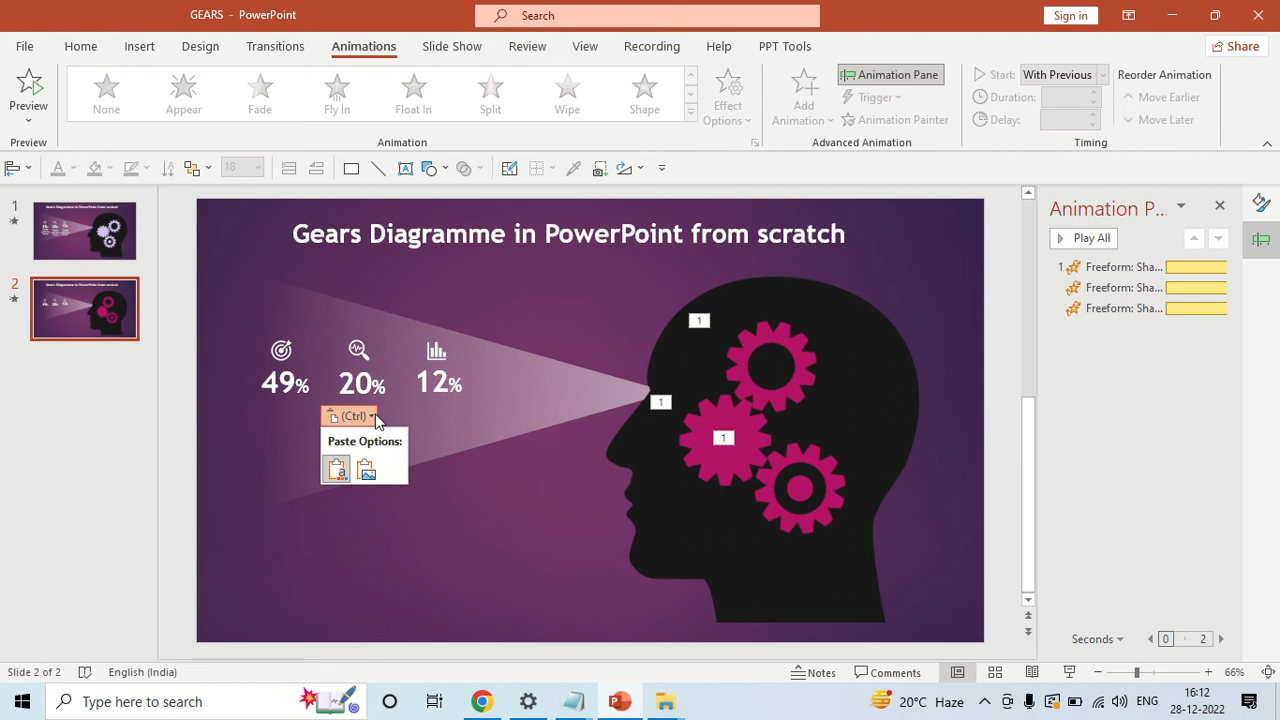 GEARS - PowerPoint
Search
Sign in
File
Home
Insert
Design
Transitions
Animations
Slide Show
Review
View
Recording
Help
PPT Tools
Share
Preview
None
Appear
Fade
Fly In
Float In
Split
Wipe
Shape
Effect
Options
Add
Animation
Animation Pane
Trigger
Animation Painter
Start:
With Previous
Duration:
Delay:
Reorder Animation
Move Earlier
Move Later
Preview
Animation
Advanced Animation
Timing
18
1
2
Gears Diagramme in PowerPoint from scratch
49%
20%
12%
(Ctrl)
Paste Options:
1
1
1
Animation P...
Play All
1 Freeform: Sha...
Freeform: Sha...
Freeform: Sha...
Seconds
0
2
Slide 2 of 2
English (India)
Notes
Comments
66%
Type here to search
20°C Haze
ENG
16:12
28-12-2022